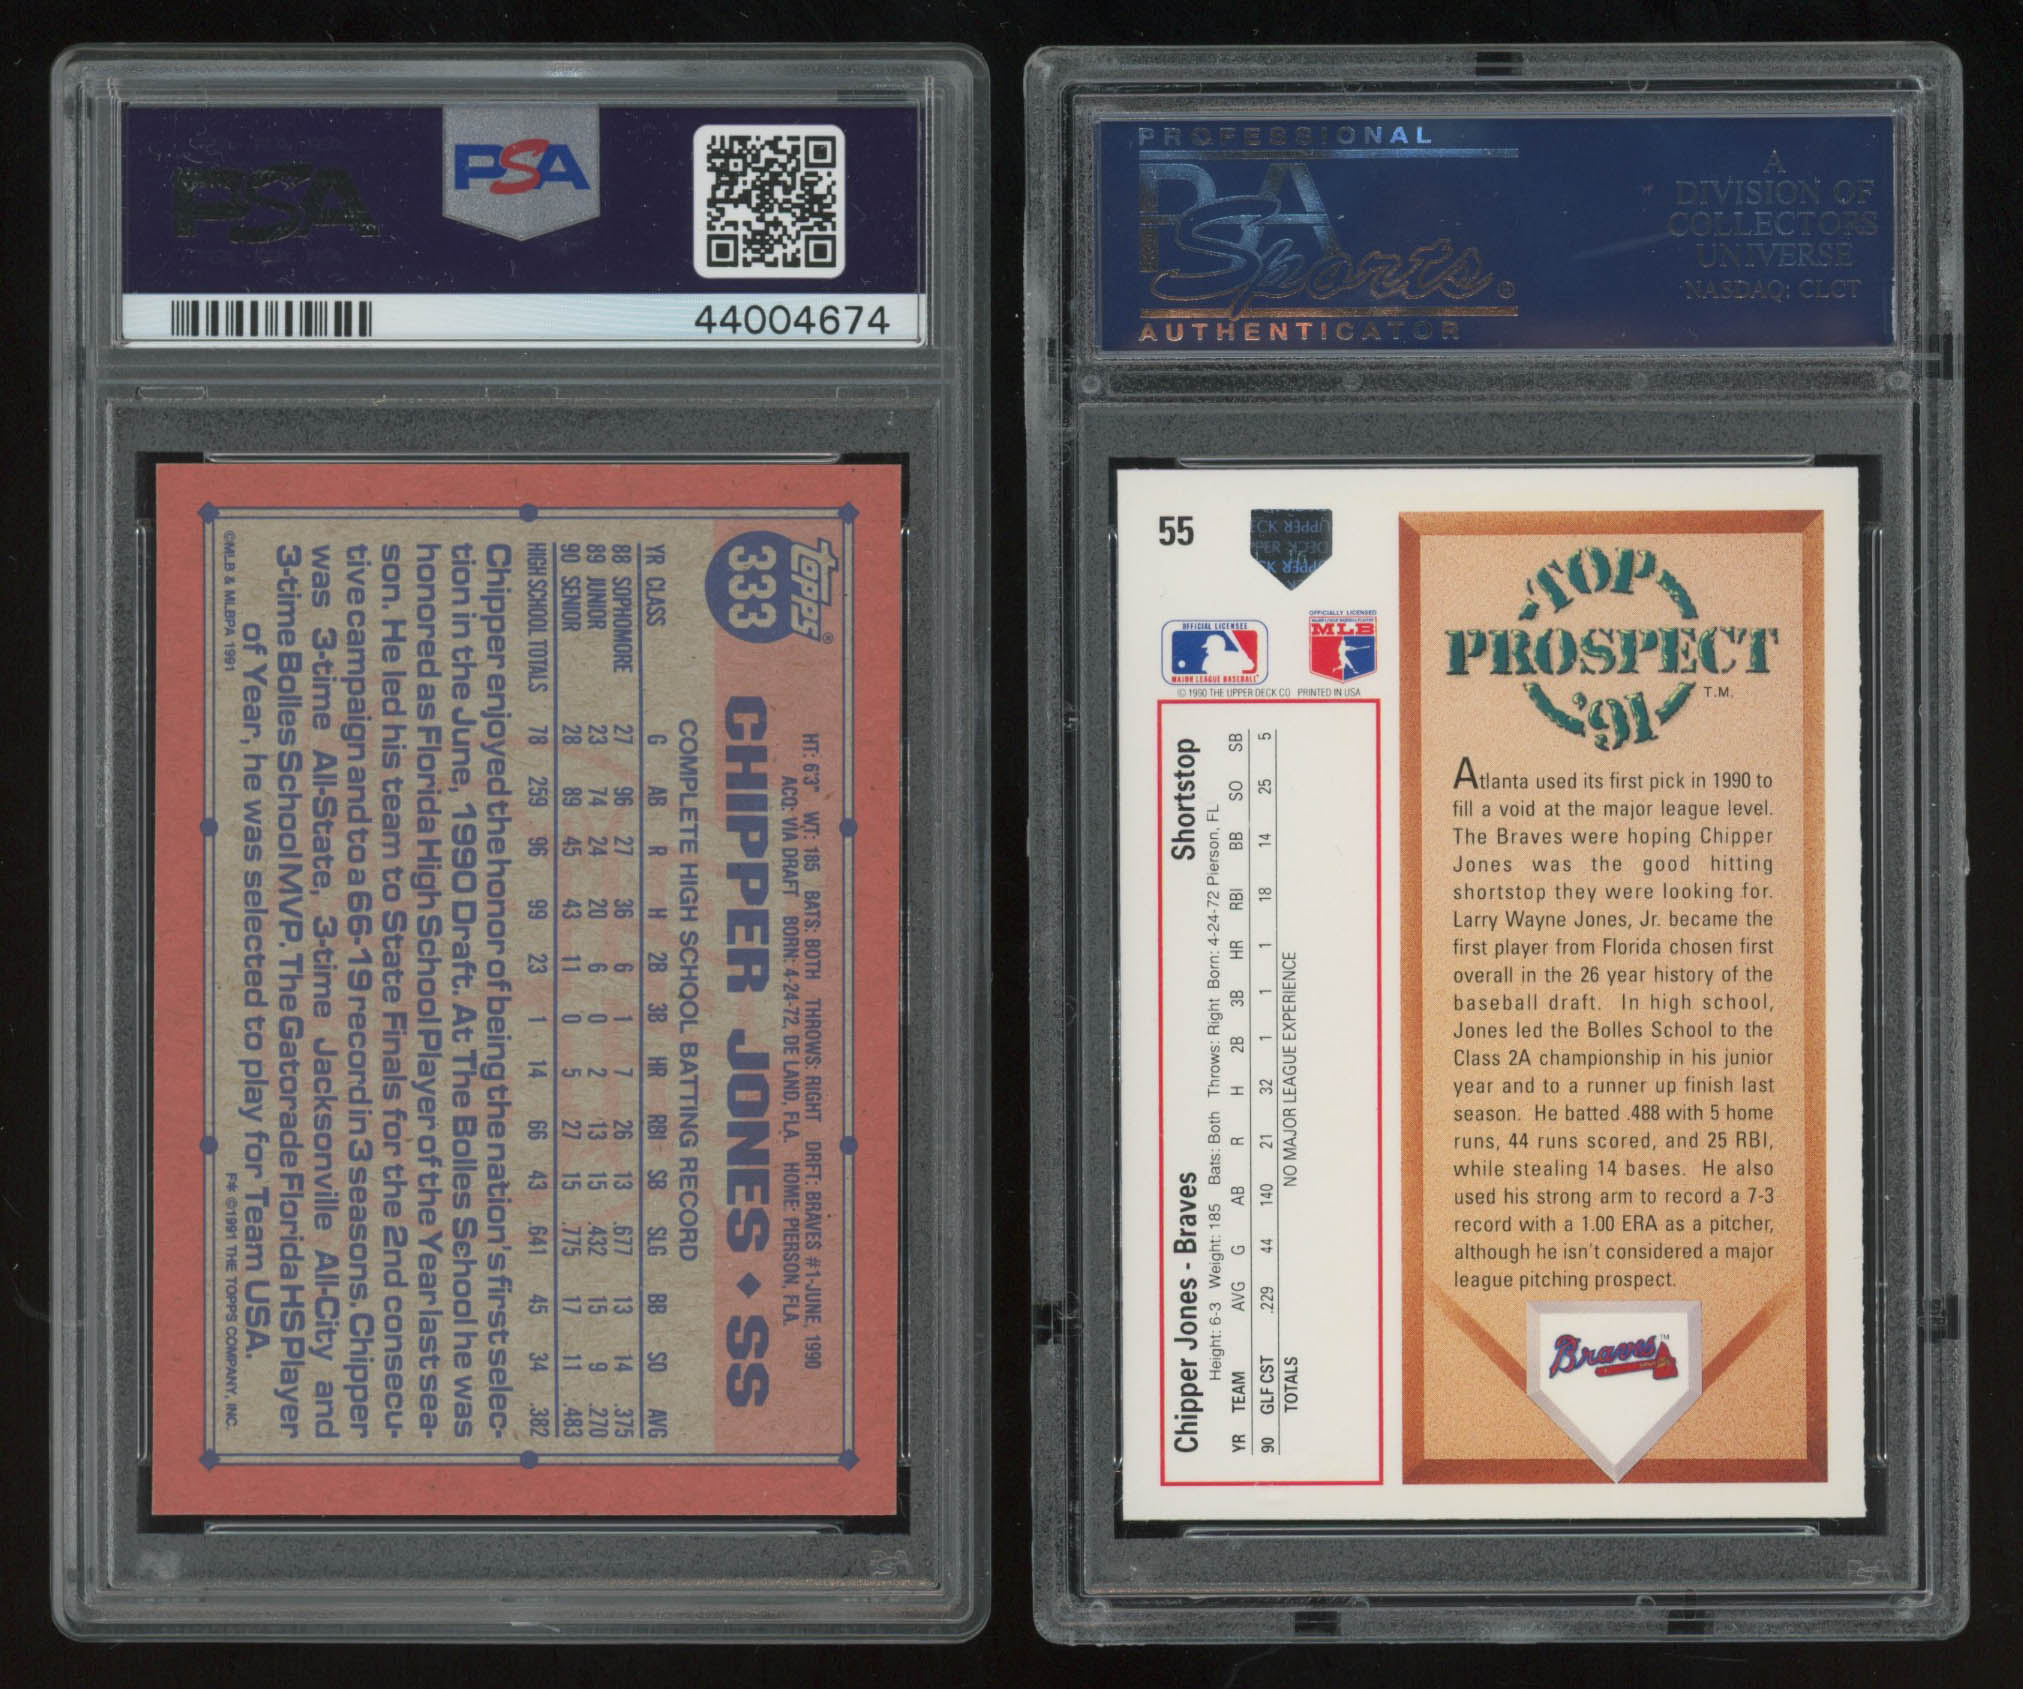 PSA
PSA
44004674
topps®
333
CHIPPER JONES ♦ SS
HT: 6'3" WT: 185 BATS: BOTH THROWS: RIGHT DRFT: BRAVES #1-JUNE, 1990
ACQ: VIA DRAFT BORN: 4-24-72, DE LAND, FLA. HOME: PIERSON, FLA.
COMPLETE HIGH SCHOOL BATTING RECORD
YR CLASS G AB R H 2B 3B HR RBI SB SLG BB SO AVG
88 SOPHOMORE 27 96 27 36 6 1 7 26 13 .677 13 14 .375
89 JUNIOR 23 74 24 20 6 0 2 13 15 .432 15 9 .270
90 SENIOR 28 89 45 43 11 0 5 27 15 .775 17 11 .483
HIGH SCHOOL TOTALS 78 259 96 99 23 1 14 66 43 .641 45 34 .382
Chipper enjoyed the honor of being the nation's first selec-
tion in the June, 1990 Draft. At The Bolles School he was
honored as Florida High School Player of the Year last sea-
son. He led his team to State Finals for the 2nd consecu-
tive campaign and to a 66-19 record in 3 seasons. Chipper
was 3-time All-State, 3-time Jacksonville All-City and
3-time Bolles School MVP. The Gatorade Florida HS Player
of Year, he was selected to play for Team USA.
©MLB & MLBPA 1991
F* ©1991 THE TOPPS COMPANY, INC.
PROFESSIONAL
PSA
Sports®
AUTHENTICATOR
A
DIVISION OF
COLLECTORS
UNIVERSE
NASDAQ: CLCT
55
OFFICIAL LICENSEE
MAJOR LEAGUE BASEBALL
OFFICIALLY LICENSED
MLB
© 1990 THE UPPER DECK CO PRINTED IN USA
Chipper Jones - Braves Shortstop
Height: 6-3 Weight: 185 Bats: Both Throws: Right Born: 4-24-72 Pierson, FL
YR TEAM AVG G AB R H 2B 3B HR RBI BB SO SB
90 GLF CST .229 44 140 21 32 1 1 1 18 14 25 5
TOTALS NO MAJOR LEAGUE EXPERIENCE
TOP
PROSPECT
'91
T.M.
Atlanta used its first pick in 1990 to
fill a void at the major league level.
The Braves were hoping Chipper
Jones was the good hitting
shortstop they were looking for.
Larry Wayne Jones, Jr. became the
first player from Florida chosen first
overall in the 26 year history of the
baseball draft. In high school,
Jones led the Bolles School to the
Class 2A championship in his junior
year and to a runner up finish last
season. He batted .488 with 5 home
runs, 44 runs scored, and 25 RBI,
while stealing 14 bases. He also
used his strong arm to record a 7-3
record with a 1.00 ERA as a pitcher,
although he isn't considered a major
league pitching prospect.
Braves™